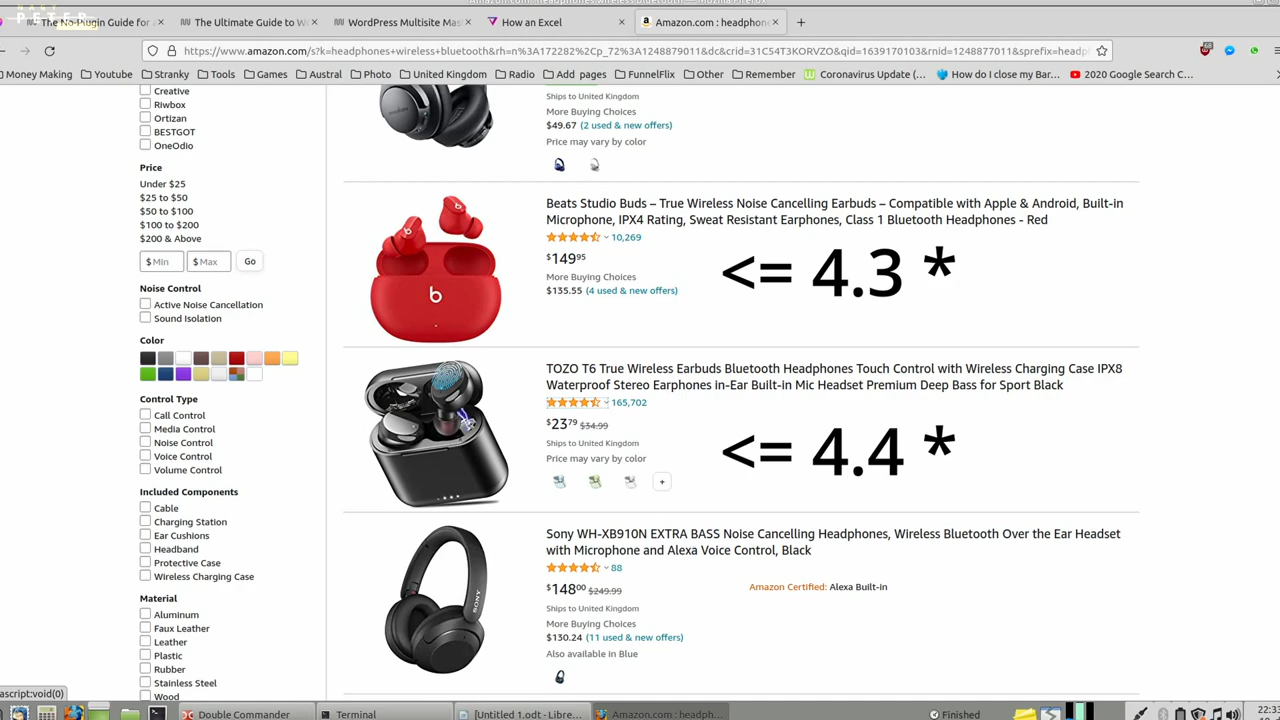 The No-Plugin Guide for
The Ultimate Guide to W
WordPress Multisite Mas
How an Excel
Amazon.com : headphon
https://www.amazon.com/s?k=headphones+wireless+bluetooth&rh=n%3A172282%2Cp_72%3A1248879011&dc&crid=31C54T3KORVZO&qid=1639170103&rnid=1248877011&sprefix=headp
68
Money Making
Youtube
Stranky
Tools
Games
Austral
Photo
United Kingdom
Radio
Add pages
FunnelFlix
Other
Remember
Coronavirus Update (...
How do I close my Bar...
2020 Google Search C...
Creative
Riwbox
Ortizan
BESTGOT
OneOdio
Price
Under $25
$25 to $50
$50 to $100
$100 to $200
$200 & Above
$ Min
$ Max
Go
Noise Control
Active Noise Cancellation
Sound Isolation
Color
Control Type
Call Control
Media Control
Noise Control
Voice Control
Volume Control
Included Components
Cable
Charging Station
Ear Cushions
Headband
Protective Case
Wireless Charging Case
Material
Aluminum
Faux Leather
Leather
Plastic
Rubber
Stainless Steel
Wood
Ships to United Kingdom
More Buying Choices
$49.67 (2 used & new offers)
Price may vary by color
Beats Studio Buds – True Wireless Noise Cancelling Earbuds – Compatible with Apple & Android, Built-in
Microphone, IPX4 Rating, Sweat Resistant Earphones, Class 1 Bluetooth Headphones - Red
10,269
$14995
More Buying Choices
$135.55 (4 used & new offers)
<= 4.3 *
TOZO T6 True Wireless Earbuds Bluetooth Headphones Touch Control with Wireless Charging Case IPX8
Waterproof Stereo Earphones in-Ear Built-in Mic Headset Premium Deep Bass for Sport Black
165,702
$2379 $34.99
Ships to United Kingdom
Price may vary by color
+
<= 4.4 *
Sony WH-XB910N EXTRA BASS Noise Cancelling Headphones, Wireless Bluetooth Over the Ear Headset
with Microphone and Alexa Voice Control, Black
88
$14800 $249.99
Amazon Certified: Alexa Built-in
Ships to United Kingdom
More Buying Choices
$130.24 (11 used & new offers)
Also available in Blue
SONY
ascript:void(0)
Double Commander
Terminal
[Untitled 1.odt - Libre...
Amazon.com : headph...
Finished
22:33